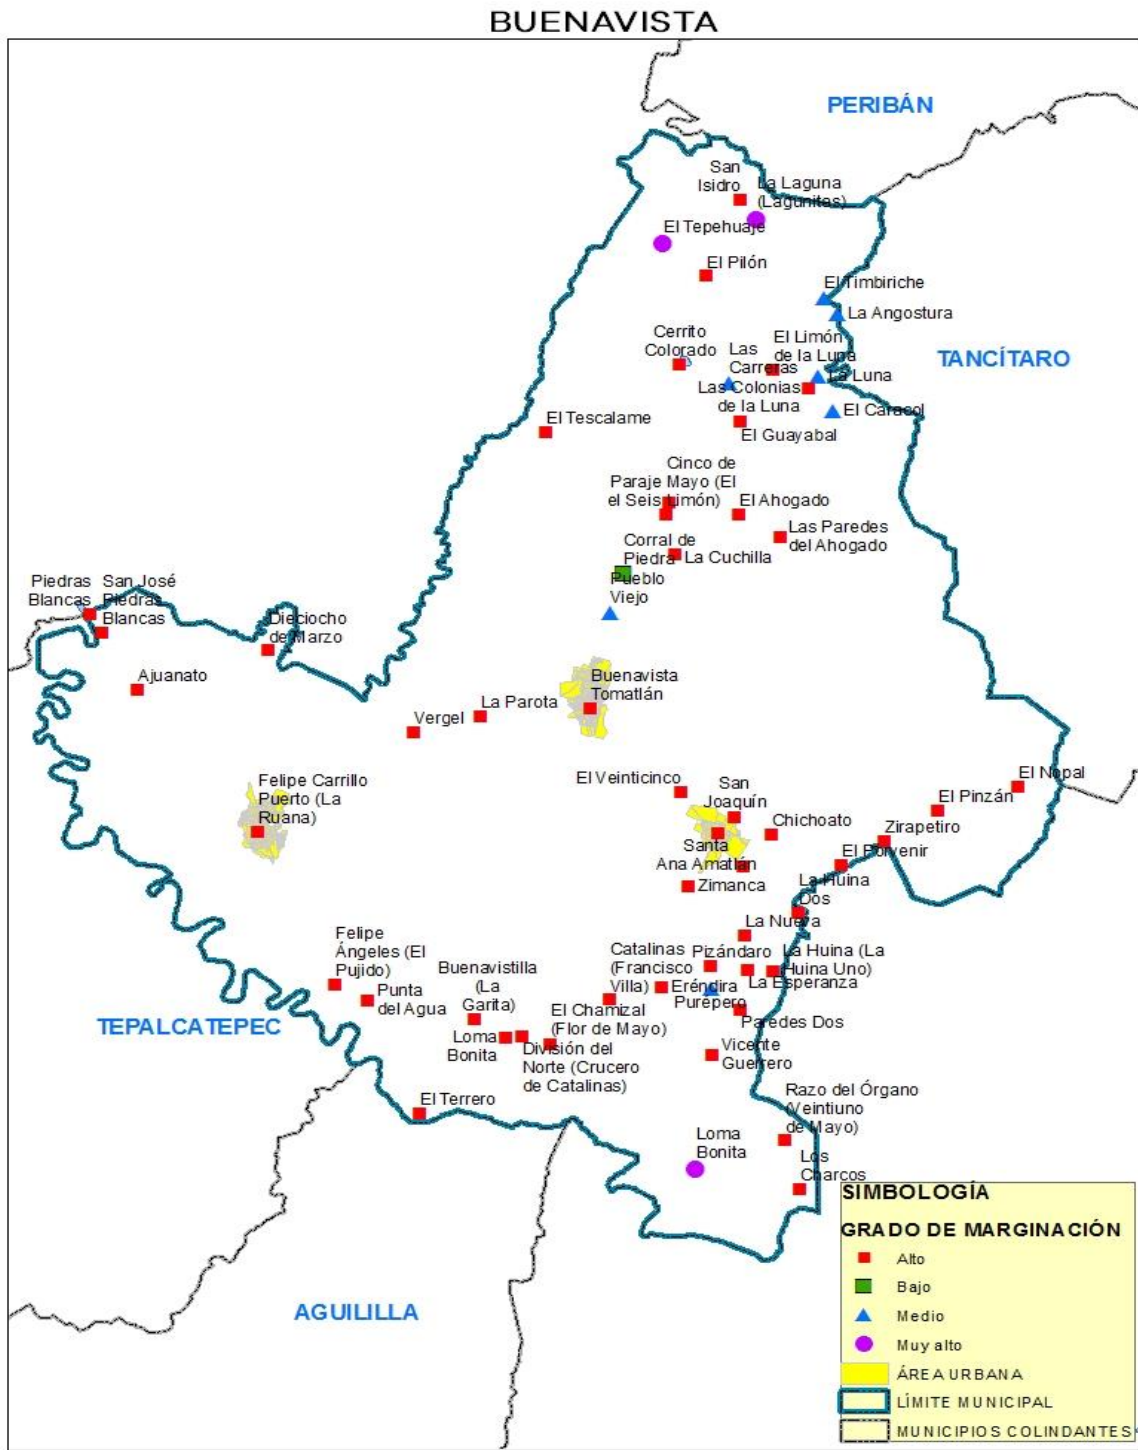 BUENAVISTA
PERIBÁN
San
Isidro
La Laguna
(Lagunitas)
El Tepehuaje
El Pilón
El Timbiriche
La Angostura
Cerrito
Colorado
Las
Carreras
El Limón
de la Luna
TANCÍTARO
La Luna
Las Colonias
de la Luna
El Caracol
El Tescalame
El Guayabal
Cinco de
Mayo (El
Limón)
Paraje
el Seis
El Ahogado
Las Paredes
del Ahogado
Corral de
Piedra
La Cuchilla
Pueblo
Viejo
Piedras
Blancas
San José
Piedras
Blancas
Dieciocho
de Marzo
Ajuanato
Buenavista
Tomatlán
La Parota
Vergel
Felipe Carrillo
Puerto (La
Ruana)
El Veinticinco
San
Joaquín
El Nopal
El Pinzán
Chichoato
Zirapetiro
Santa
Ana Amatlán
El Porvenir
Zimanca
La Huina
Dos
La Nueva
Felipe
Ángeles (El
Pujido)
Catalinas
(Francisco
Villa)
Pizándaro
La Huina (La
Huina Uno)
Buenavistilla
(La
Garita)
Eréndira
La Esperanza
Punta
del Agua
Purépero
El Chamizal
(Flor de Mayo)
Paredes Dos
TEPALCATEPEC
Loma
Bonita
División del
Norte (Crucero
de Catalinas)
Vicente
Guerrero
El Terrero
Razo del Órgano
(Veintiuno
de Mayo)
Loma
Bonita
Los
Charcos
AGUILILLA
SIMBOLOGÍA
GRADO DE MARGINACIÓN
Alto
Bajo
Medio
Muy alto
ÁREA URBANA
LÍMITE MUNICIPAL
MUNICIPIOS COLINDANTES